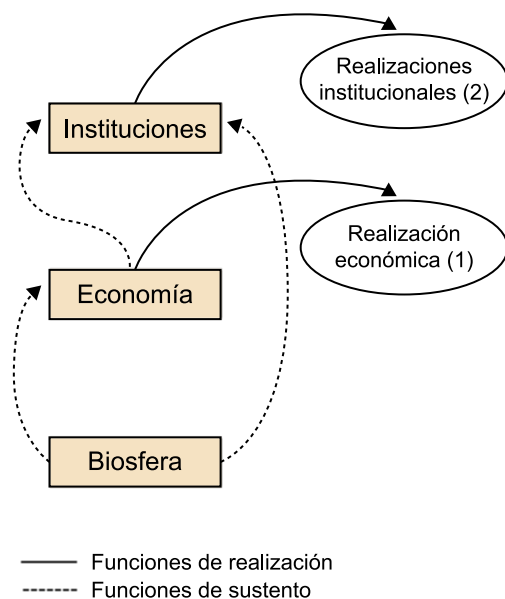 Realizaciones
institucionales (2)
Instituciones
Realización
económica (1)
Economía
Biosfera
Funciones de realización
Funciones de sustento